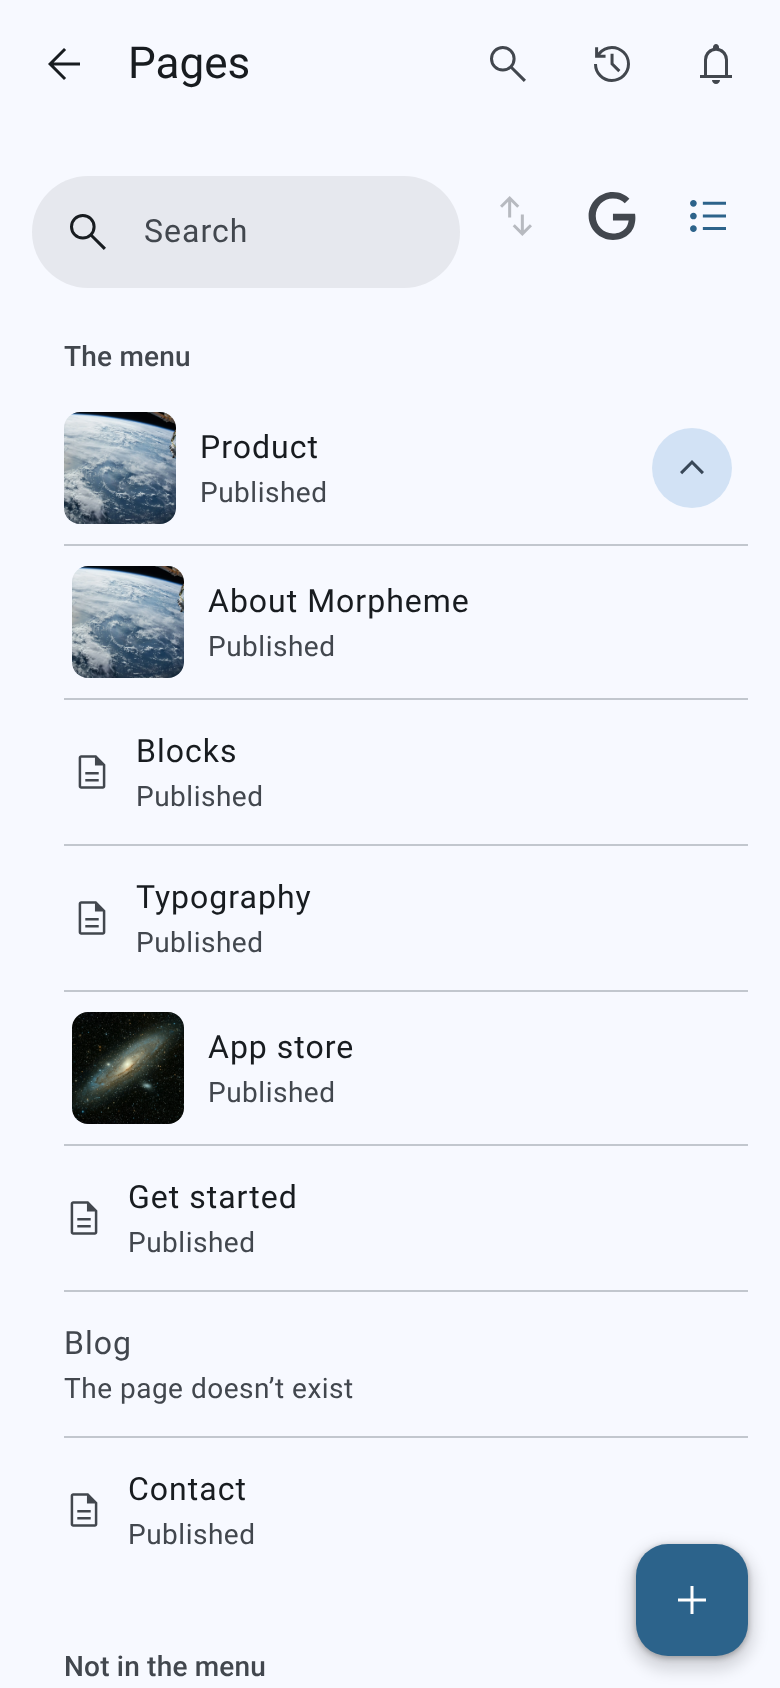 Pages
Search
The menu
Product
Published
About Morpheme
Published
Blocks
Published
Typography
Published
App store
Published
Get started
Published
Blog
The page doesn’t exist
Contact
Published
Not in the menu